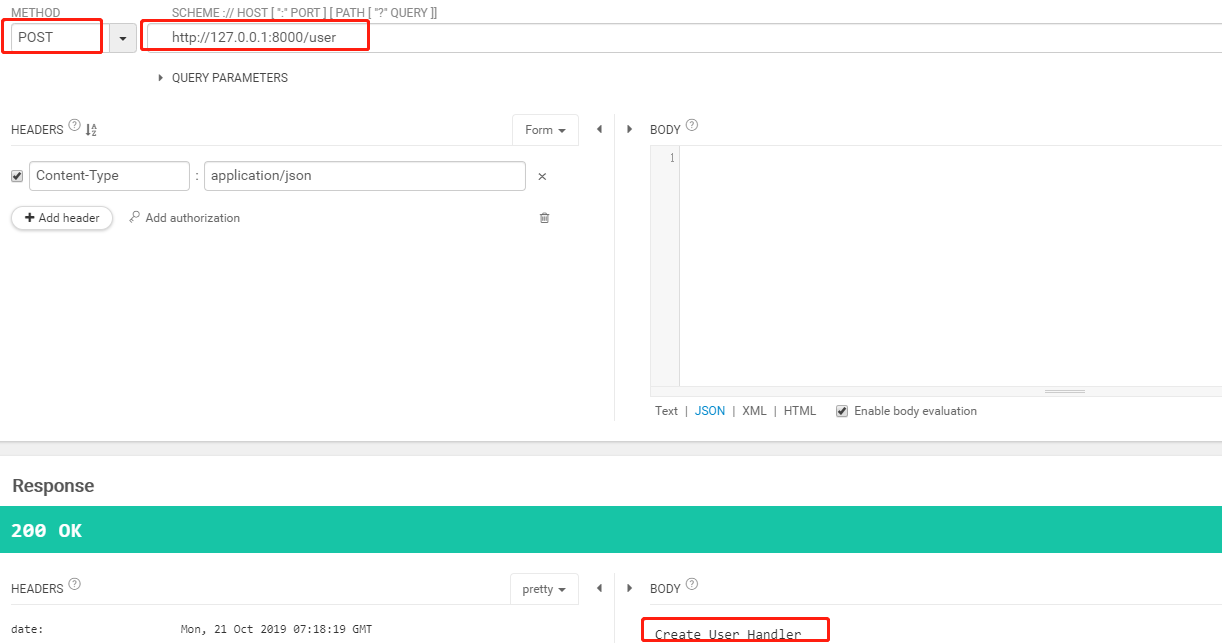 METHOD
SCHEME :// HOST [ ":" PORT ] [ PATH [ "?" QUERY ]]
POST
http://127.0.0.1:8000/user
QUERY PARAMETERS
HEADERS ? A Z
Form
BODY ?
Content-Type : application/json ×
1
+ Add header
Add authorization
Text | JSON | XML | HTML
Enable body evaluation
Response
200 OK
HEADERS ?
pretty
BODY ?
date: Mon, 21 Oct 2019 07:18:19 GMT
Create User Handler